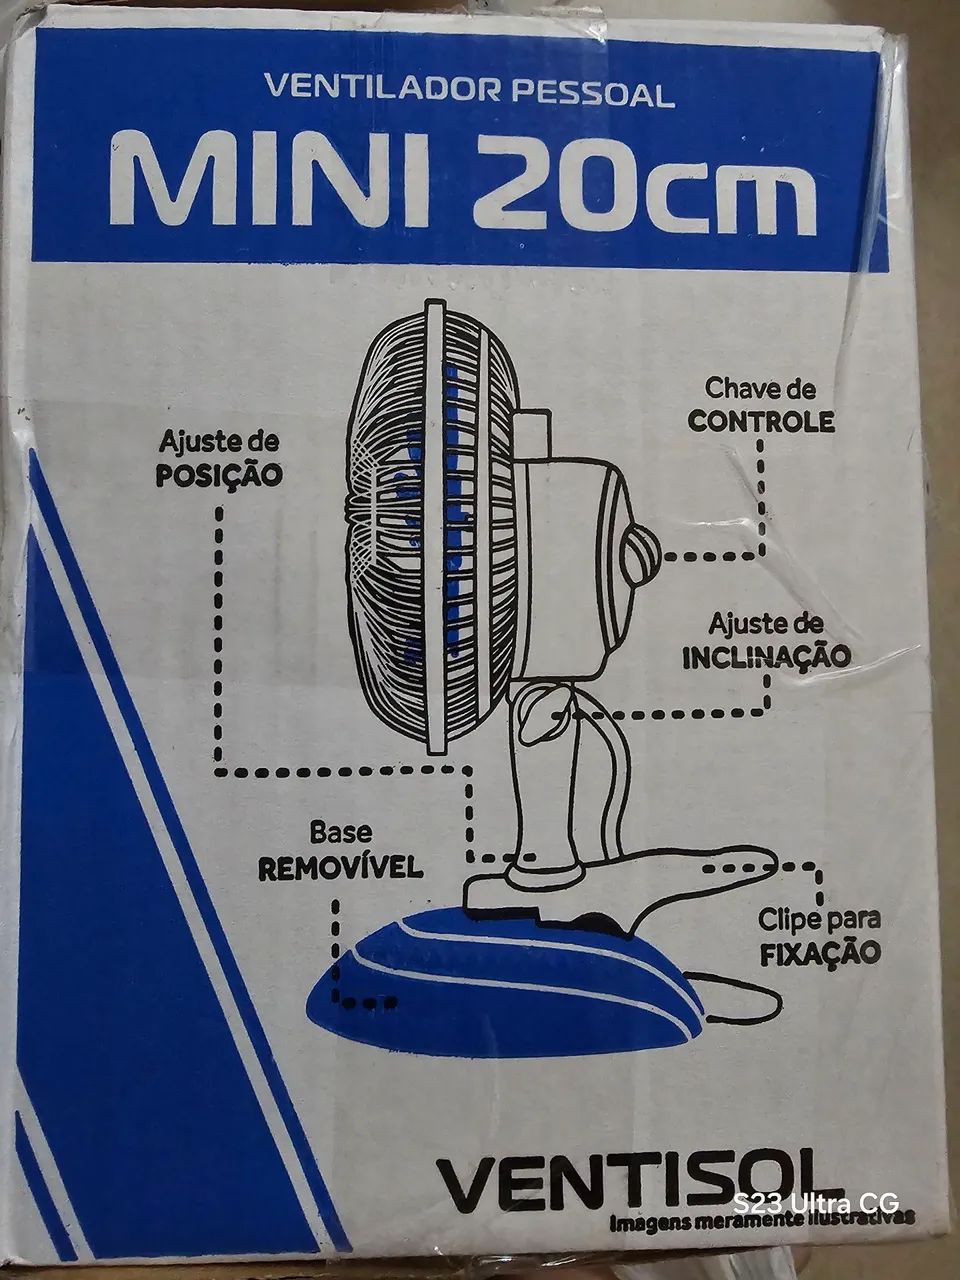 VENTILADOR PESSOAL
MINI 20cm
Chave de
CONTROLE
Ajuste de
POSIÇÃO
Ajuste de
INCLINAÇÃO
Base
REMOVÍVEL
Clipe para
FIXAÇÃO
VENTISOL
S23 Ultra CG
Imagens meramente ilustrativas